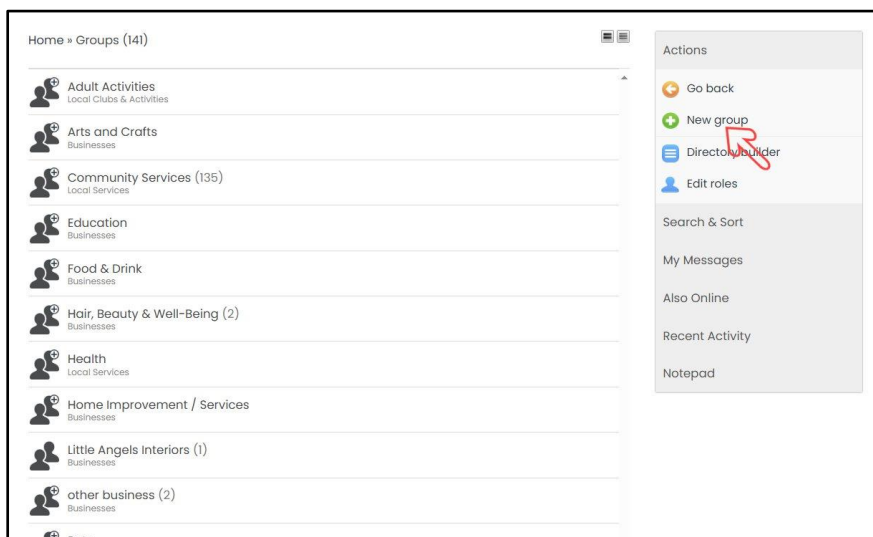 Home » Groups (141)
Adult Activities
Local Clubs & Activities
Arts and Crafts
Businesses
Community Services (135)
Local Services
Education
Businesses
Food & Drink
Businesses
Hair, Beauty & Well-Being (2)
Businesses
Health
Local Services
Home Improvement / Services
Businesses
Little Angels Interiors (1)
Businesses
other business (2)
Businesses
Actions
Go back
New group
Directory builder
Edit roles
Search & Sort
My Messages
Also Online
Recent Activity
Notepad